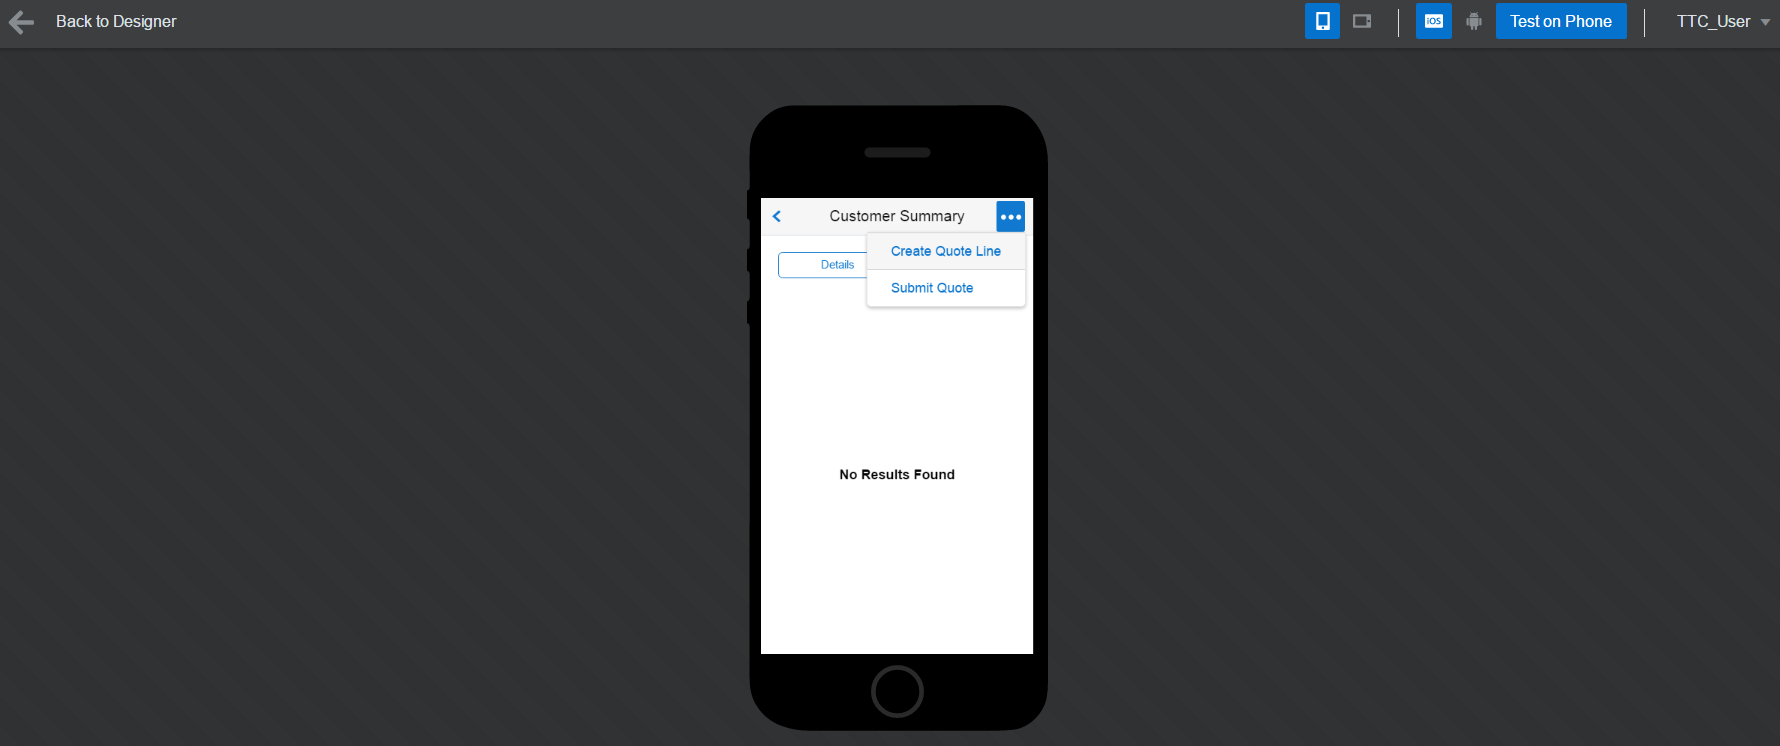 Back to Designer
iOS
Test on Phone
TTC_User
Customer Summary
Create Quote Line
Details
Submit Quote
No Results Found